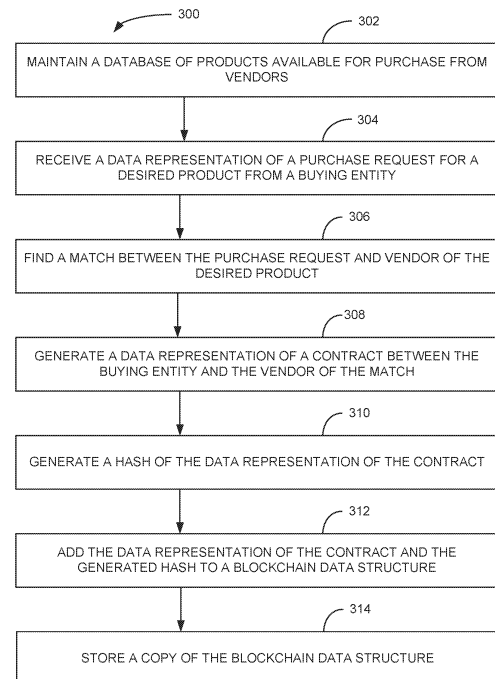 300
302
MAINTAIN A DATABASE OF PRODUCTS AVAILABLE FOR PURCHASE FROM
VENDORS
304
RECEIVE A DATA REPRESENTATION OF A PURCHASE REQUEST FOR A
DESIRED PRODUCT FROM A BUYING ENTITY
306
FIND A MATCH BETWEEN THE PURCHASE REQUEST AND VENDOR OF THE
DESIRED PRODUCT
308
GENERATE A DATA REPRESENTATION OF A CONTRACT BETWEEN THE
BUYING ENTITY AND THE VENDOR OF THE MATCH
310
GENERATE A HASH OF THE DATA REPRESENTATION OF THE CONTRACT
312
ADD THE DATA REPRESENTATION OF THE CONTRACT AND THE
GENERATED HASH TO A BLOCKCHAIN DATA STRUCTURE
314
STORE A COPY OF THE BLOCKCHAIN DATA STRUCTURE